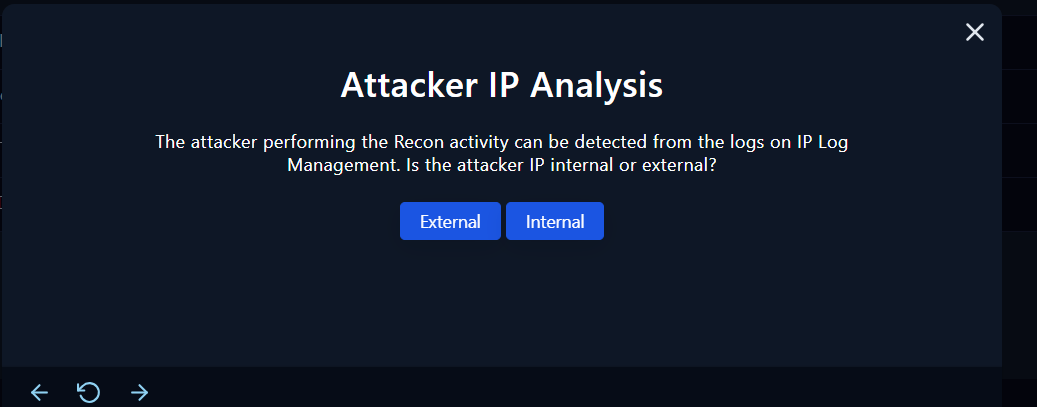 Attacker IP Analysis
The attacker performing the Recon activity can be detected from the logs on IP Log
Management. Is the attacker IP internal or external?
External Internal